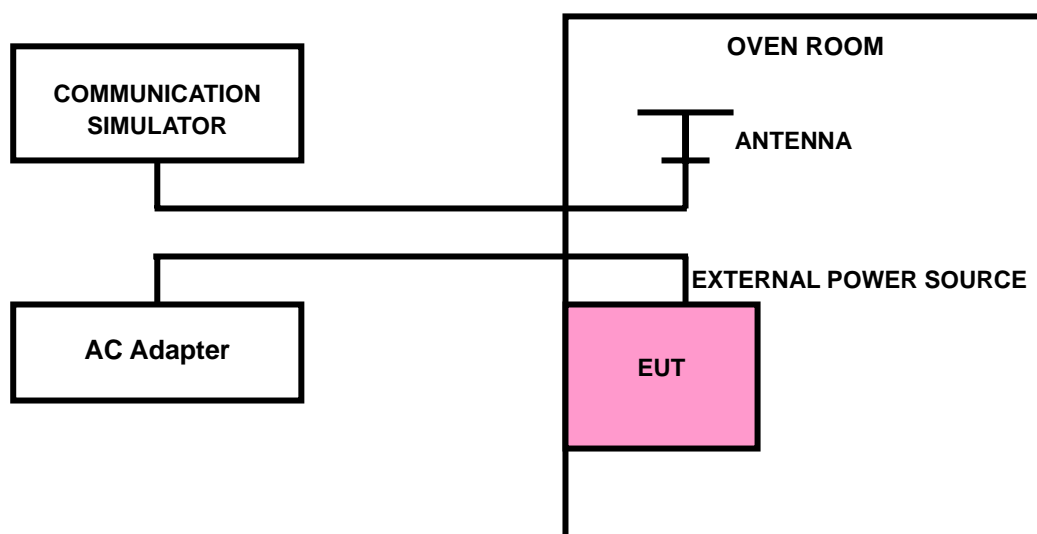 OVEN ROOM
COMMUNICATION
SIMULATOR
ANTENNA
EXTERNAL POWER SOURCE
AC Adapter
EUT